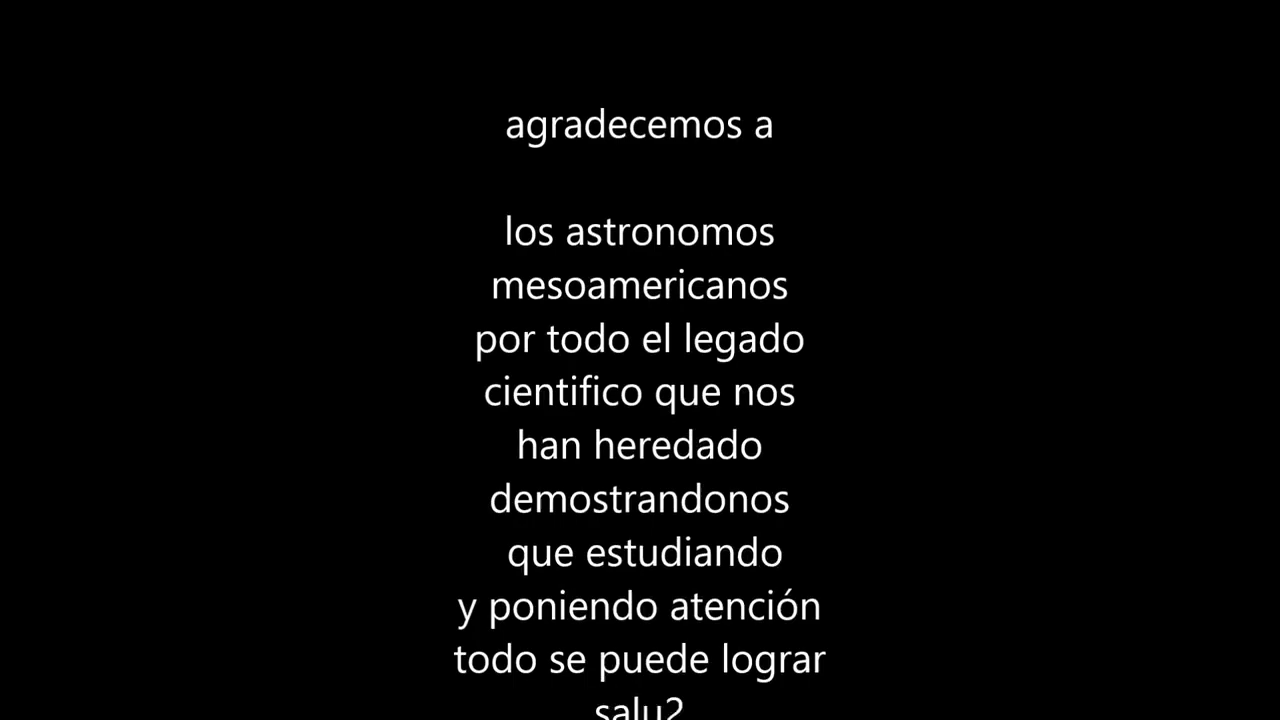 agradecemos a
los astronomos
mesoamericanos
por todo el legado
cientifico que nos
han heredado
demostrandonos
que estudiando
y poniendo atención
todo se puede lograr
salu2